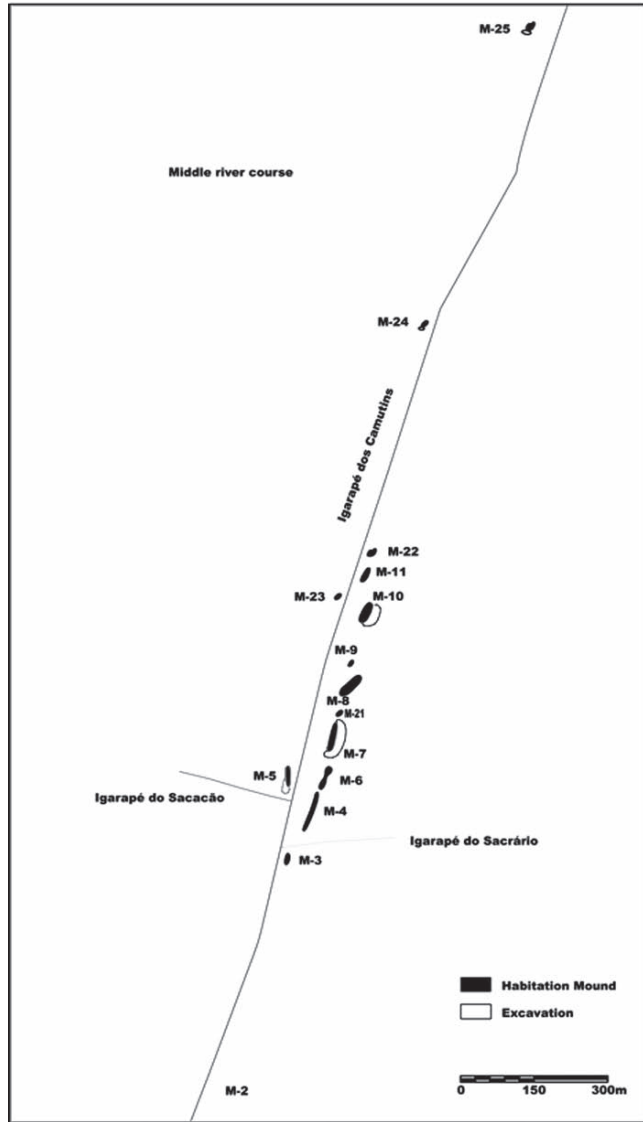 M-25
Middle river course
M-24
Igarapé dos Camutins
M-22
M-11
M-23
M-10
M-9
M-8
M-21
M-7
M-5
M-6
Igarapé do Sacacão
M-4
Igarapé do Sacrário
M-3
Habitation Mound
Excavation
0 150 300m
M-2